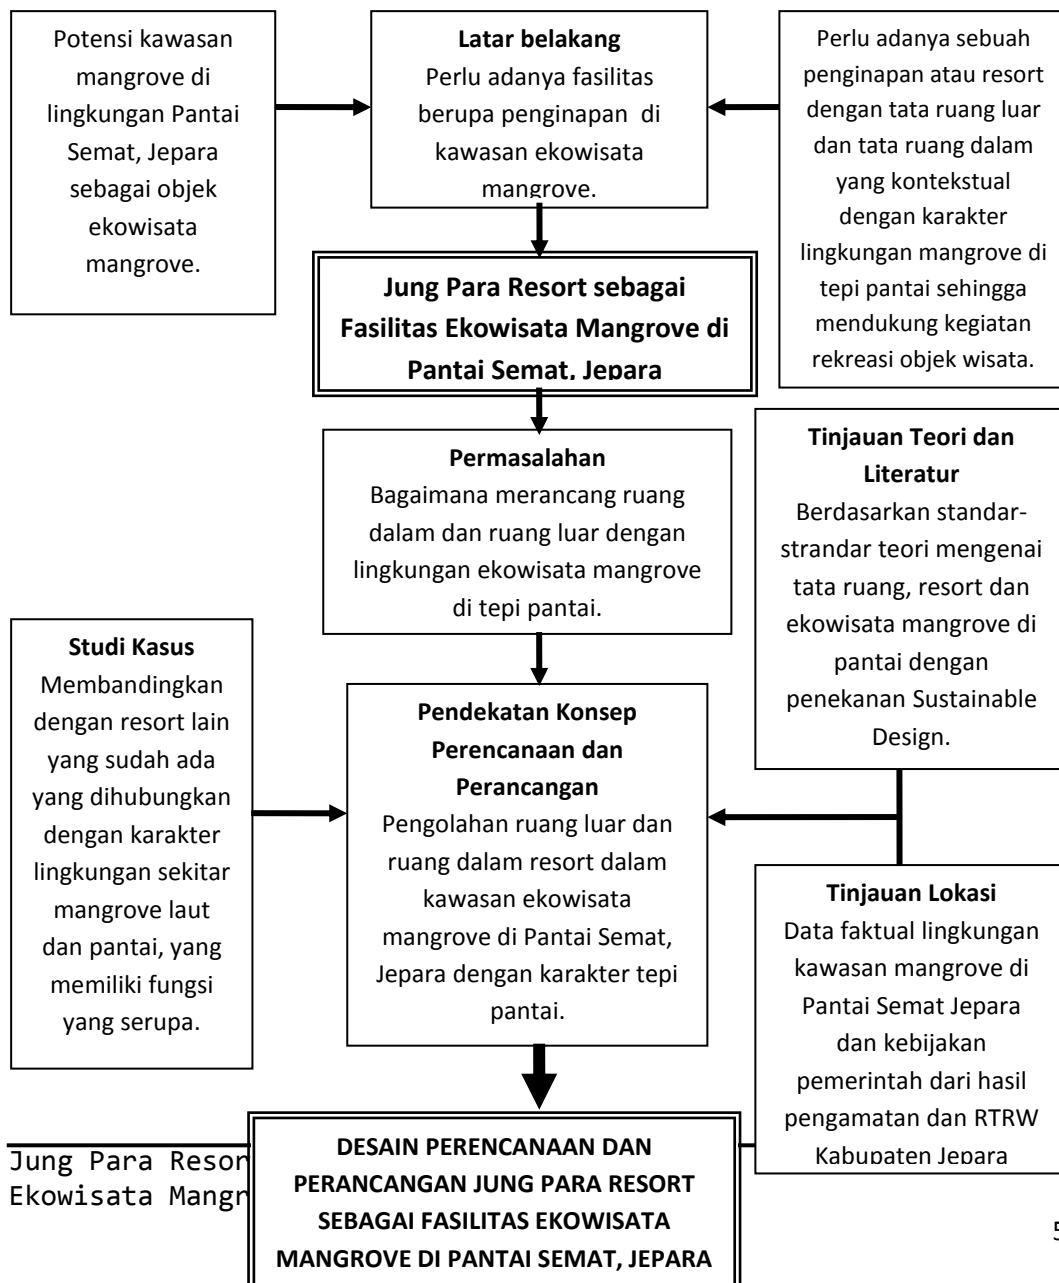 Potensi kawasan
mangrove di
lingkungan Pantai
Semat, Jepara
sebagai objek
ekowisata
mangrove.
Latar belakang
Perlu adanya fasilitas
berupa penginapan di
kawasan ekowisata
mangrove.
Perlu adanya sebuah
penginapan atau resort
dengan tata ruang luar
dan tata ruang dalam
yang kontekstual
dengan karakter
lingkungan mangrove di
tepi pantai sehingga
mendukung kegiatan
rekreasi objek wisata.
Jung Para Resort sebagai
Fasilitas Ekowisata Mangrove di
Pantai Semat, Jepara
Permasalahan
Bagaimana merancang ruang
dalam dan ruang luar dengan
lingkungan ekowisata mangrove
di tepi pantai.
Tinjauan Teori dan
Literatur
Berdasarkan standar-
strandar teori mengenai
tata ruang, resort dan
ekowisata mangrove di
pantai dengan
penekanan Sustainable
Design.
Studi Kasus
Membandingkan
dengan resort lain
yang sudah ada
yang dihubungkan
dengan karakter
lingkungan sekitar
mangrove laut
dan pantai, yang
memiliki fungsi
yang serupa.
Pendekatan Konsep
Perencanaan dan
Perancangan
Pengolahan ruang luar dan
ruang dalam resort dalam
kawasan ekowisata
mangrove di Pantai Semat,
Jepara dengan karakter tepi
pantai.
Tinjauan Lokasi
Data faktual lingkungan
kawasan mangrove di
Pantai Semat Jepara
dan kebijakan
pemerintah dari hasil
pengamatan dan RTRW
Kabupaten Jepara
DESAIN PERENCANAAN DAN
PERANCANGAN JUNG PARA RESORT
SEBAGAI FASILITAS EKOWISATA
MANGROVE DI PANTAI SEMAT, JEPARA
Jung Para Resor
Ekowisata Mangr
5